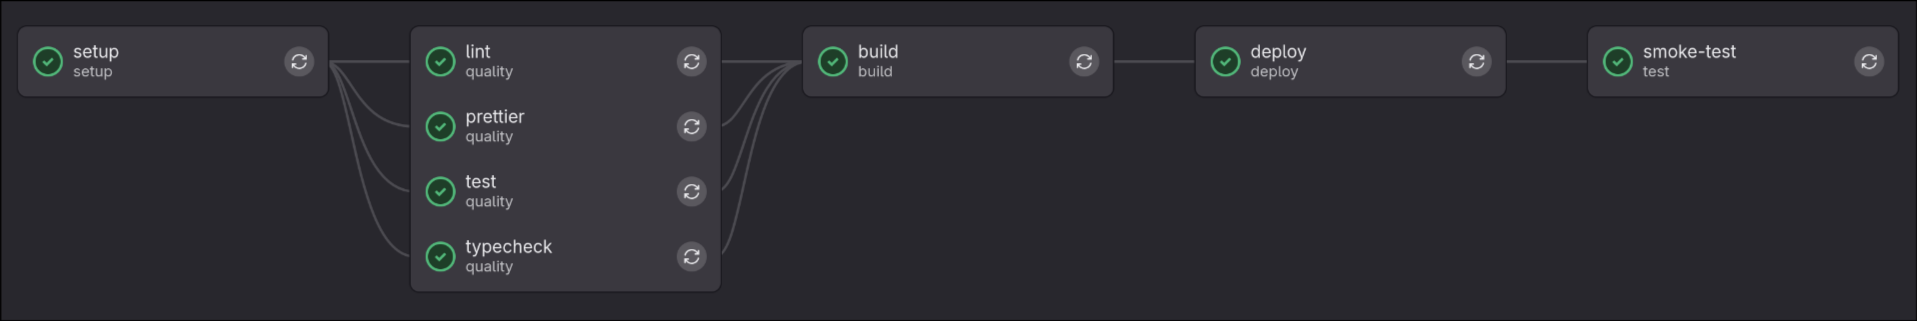 setup
setup
lint
quality
prettier
quality
test
quality
typecheck
quality
build
build
deploy
deploy
smoke-test
test